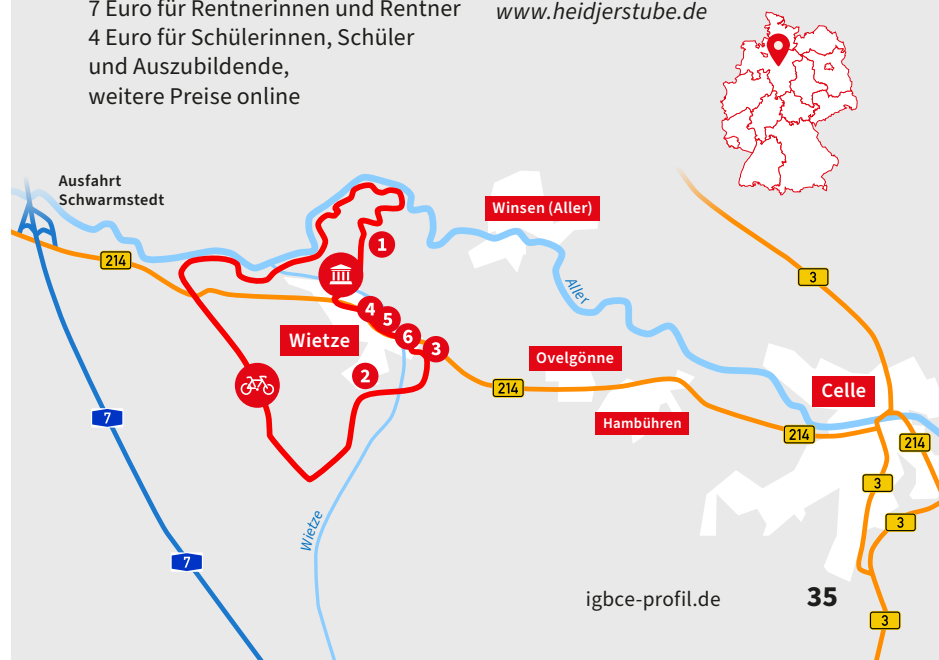 7 Euro für Rentnerinnen und Rentner
4 Euro für Schülerinnen, Schüler
und Auszubildende,
weitere Preise online
www.heidjerstube.de
Ausfahrt
Schwarmstedt
Winsen (Aller)
1
214
3
Aller
4
5
Wietze
6
3
Ovelgönne
2
214
Celle
7
Hambühren
214
214
3
3
Wietze
7
igbce-profil.de
35
3